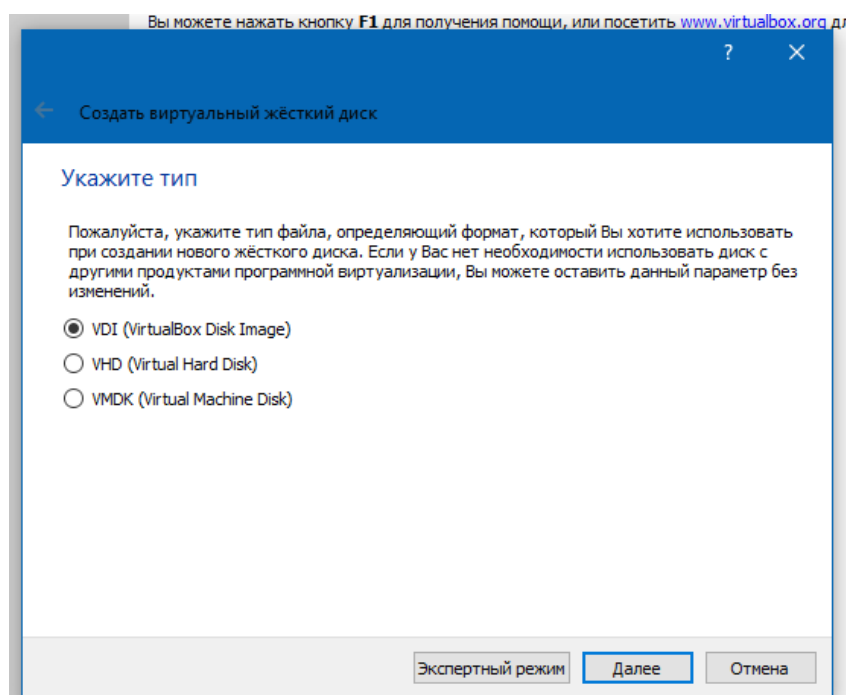 Вы можете нажать кнопку F1 для получения помощи, или посетить www.virtualbox.org
?
Создать виртуальный жёсткий диск
Укажите тип
Пожалуйста, укажите тип файла, определяющий формат, который Вы хотите использовать
при создании нового жёсткого диска. Если у Вас нет необходимости использовать диск с
другими продуктами программной виртуализации, Вы можете оставить данный параметр без
изменений.
VDI (VirtualBox Disk Image)
VHD (Virtual Hard Disk)
VMDK (Virtual Machine Disk)
Экспертный режим Далее Отмена